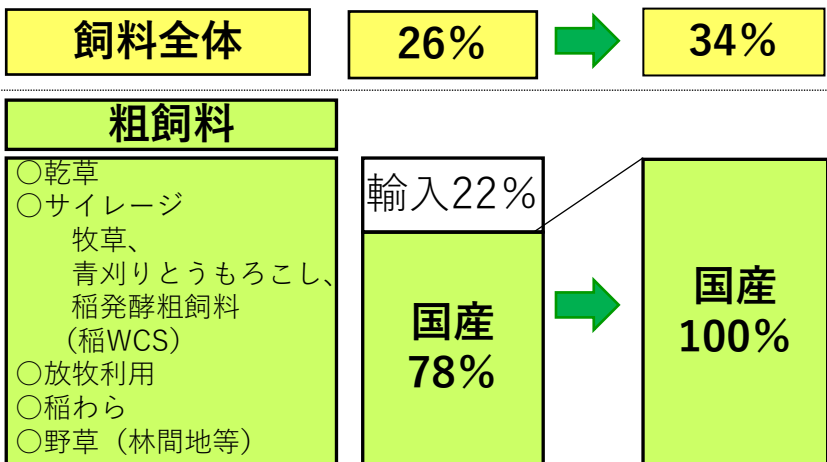 飼料全体
26%
34%
粗飼料
○乾草
○サイレージ
牧草、
青刈りとうもろこし、
稲発酵粗飼料
（稲WCS）
○放牧利用
○稲わら
○野草（林間地等）
輸入22%
国産
78%
国産
100%